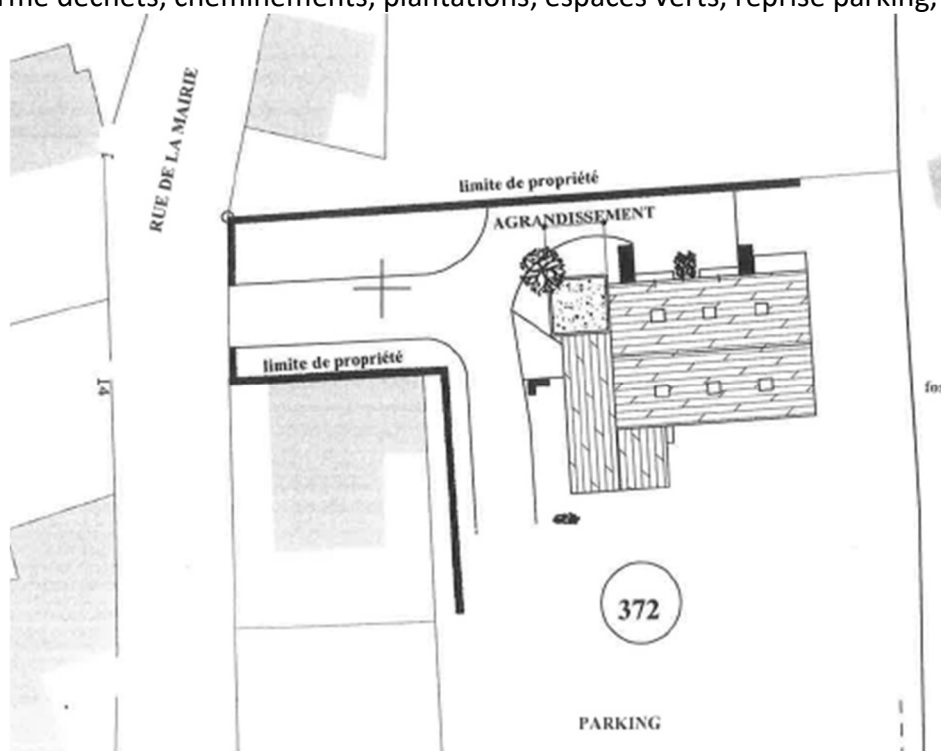 déchets, cheminements, plantations, espaces verts, reprise parking,
RUE DE LA MAIRIE
limite de propriété
AGRANDISSEMENT
limite de propriété
14
372
PARKING